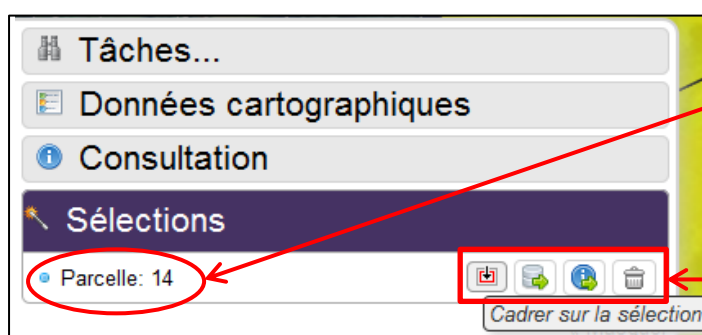 Tâches...
Données cartographiques
Consultation
Sélections
Parcelle: 14
Cadrer sur la sélection